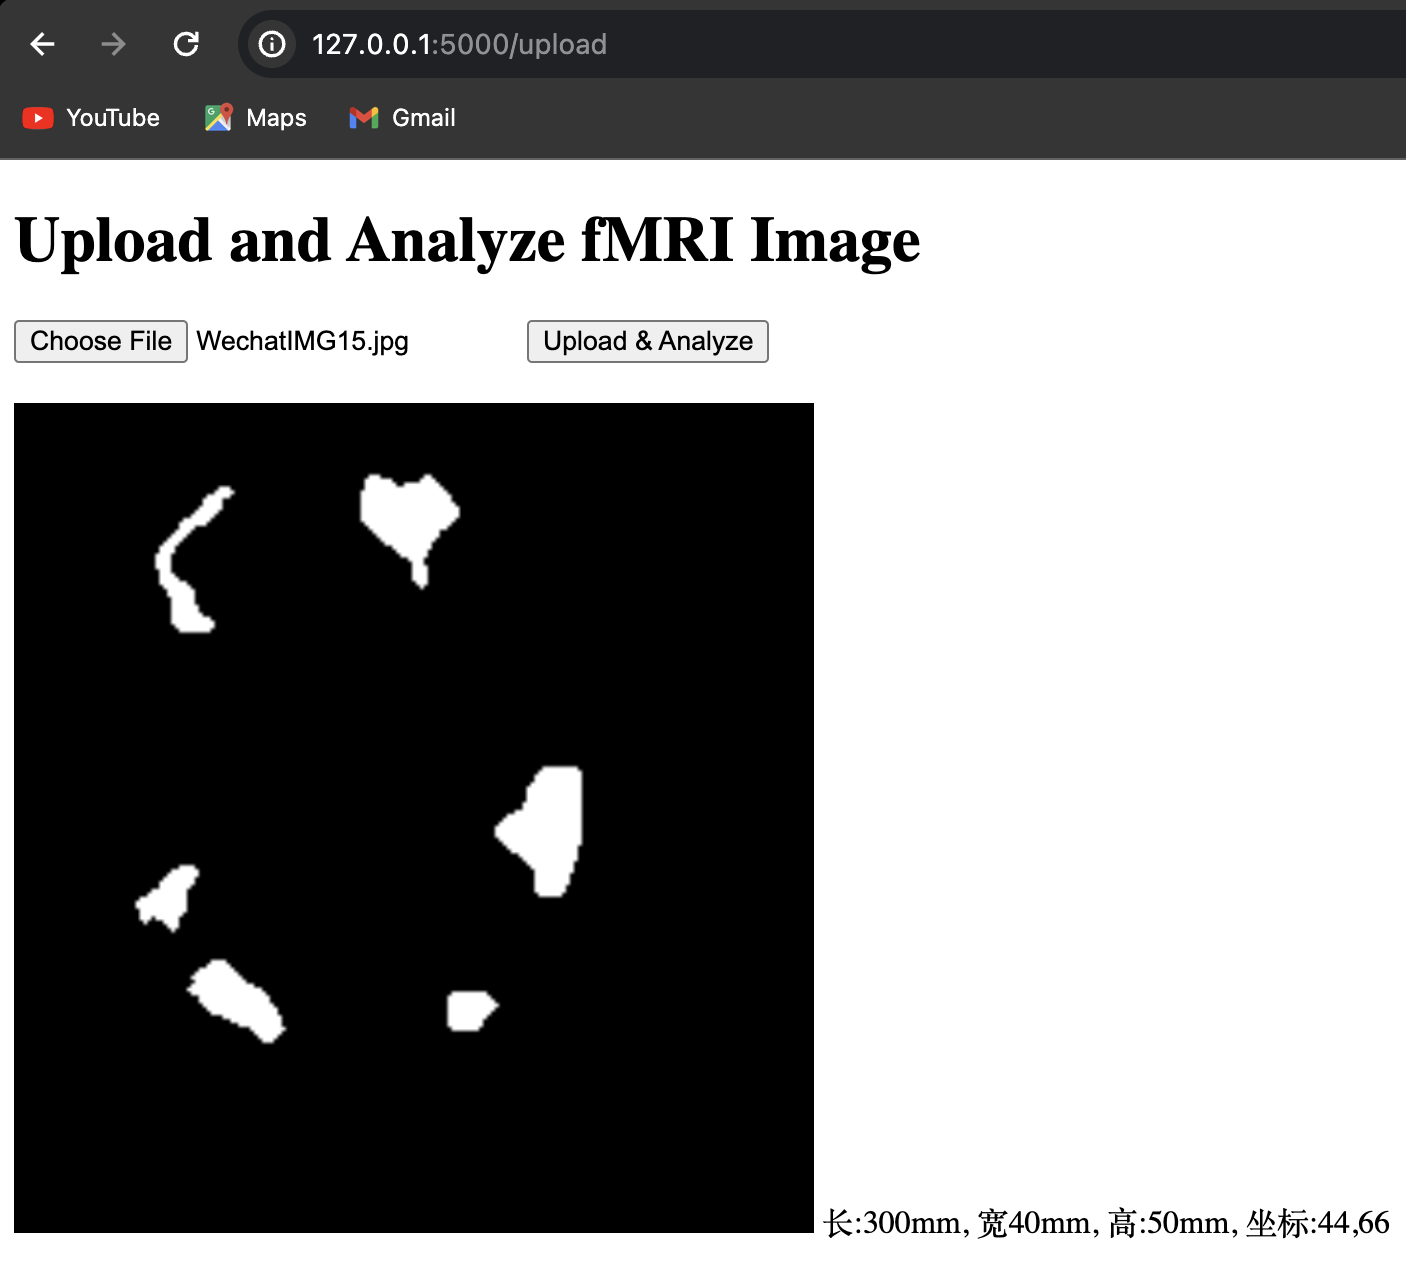 127.0.0.1:5000/upload
YouTube Maps Gmail
Upload and Analyze fMRI Image
Choose File WechatIMG15.jpg Upload & Analyze
长:300mm, 宽40mm, 高:50mm, 坐标:44,66